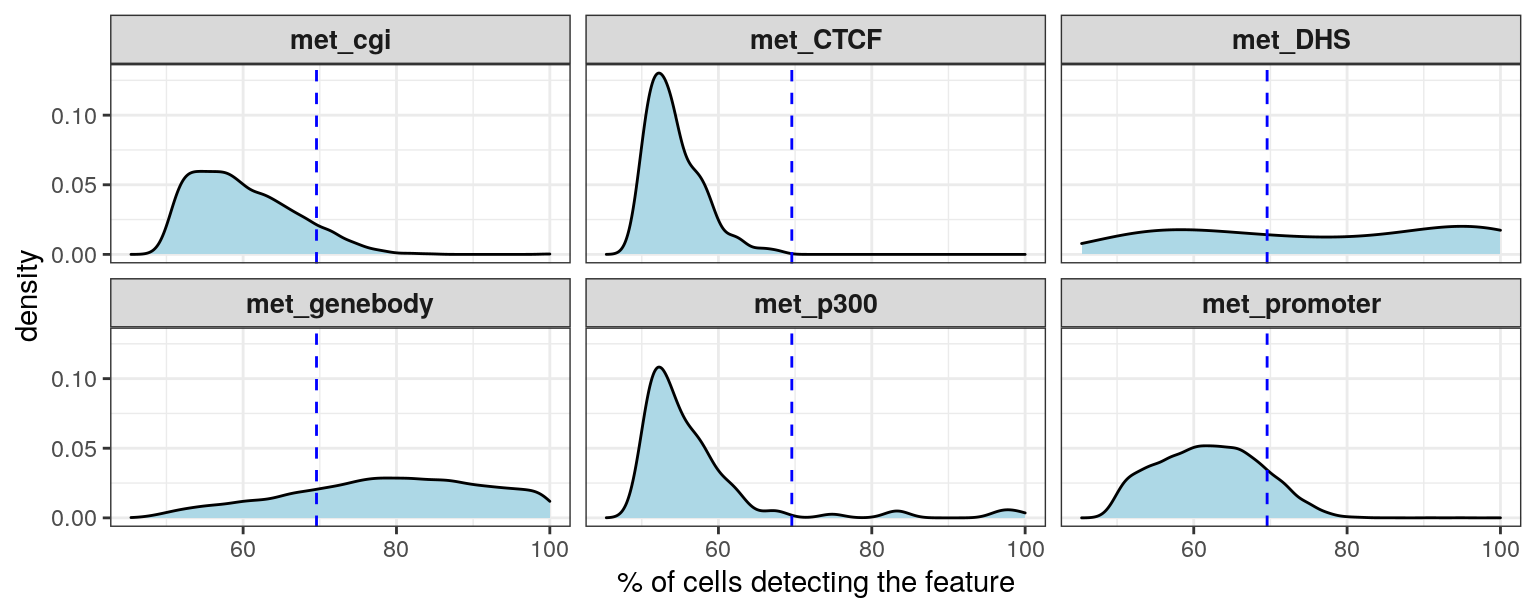 met_cgi
met_CTCF
met_DHS
0.10
0.05
0.00
met_genebody
met_p300
met_promoter
0.10
0.05
0.00
60 80 100
60 80 100
60 80 100
density
% of cells detecting the feature